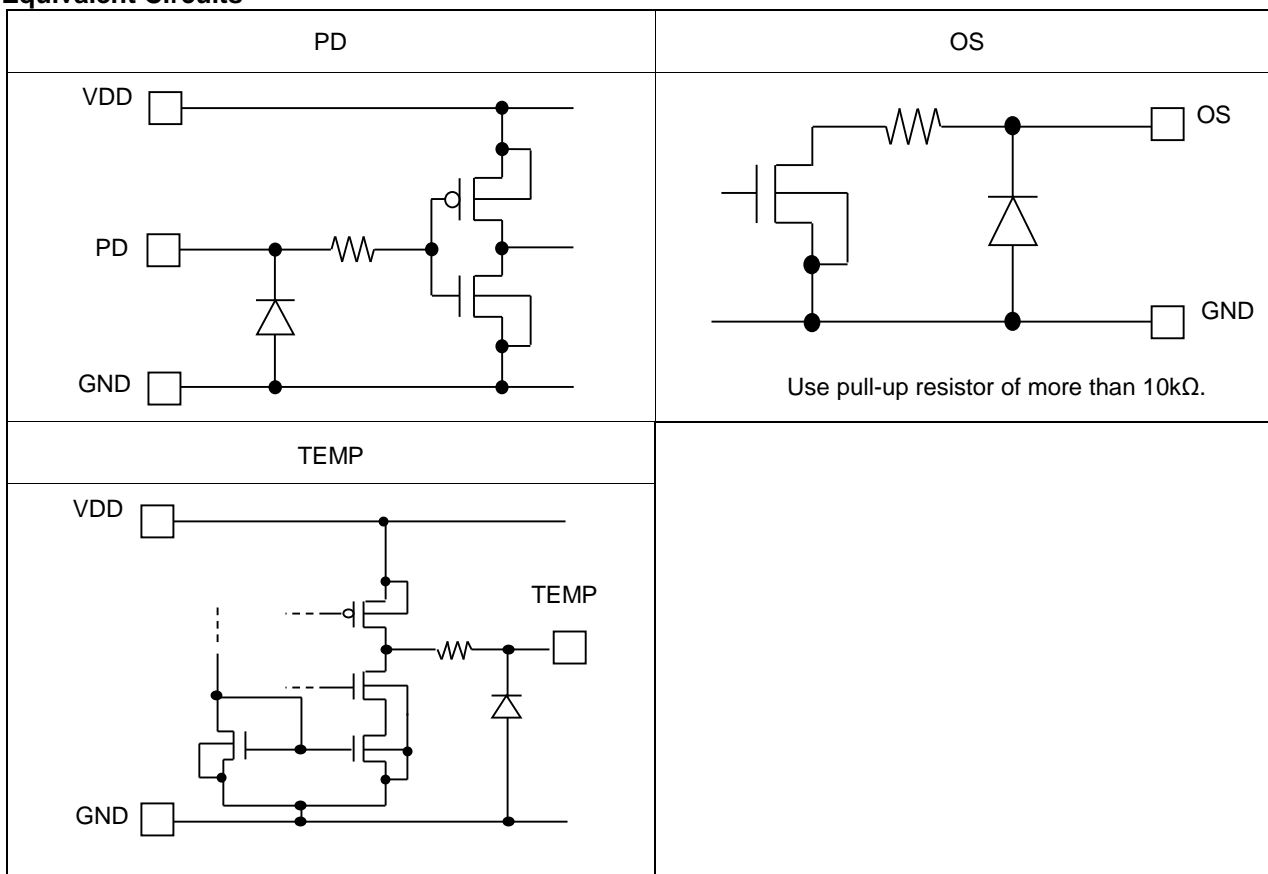 Equivalent Circuits
PD
OS
VDD
PD
GND
OS
GND
Use pull-up resistor of more than 10kΩ.
TEMP
VDD
TEMP
GND